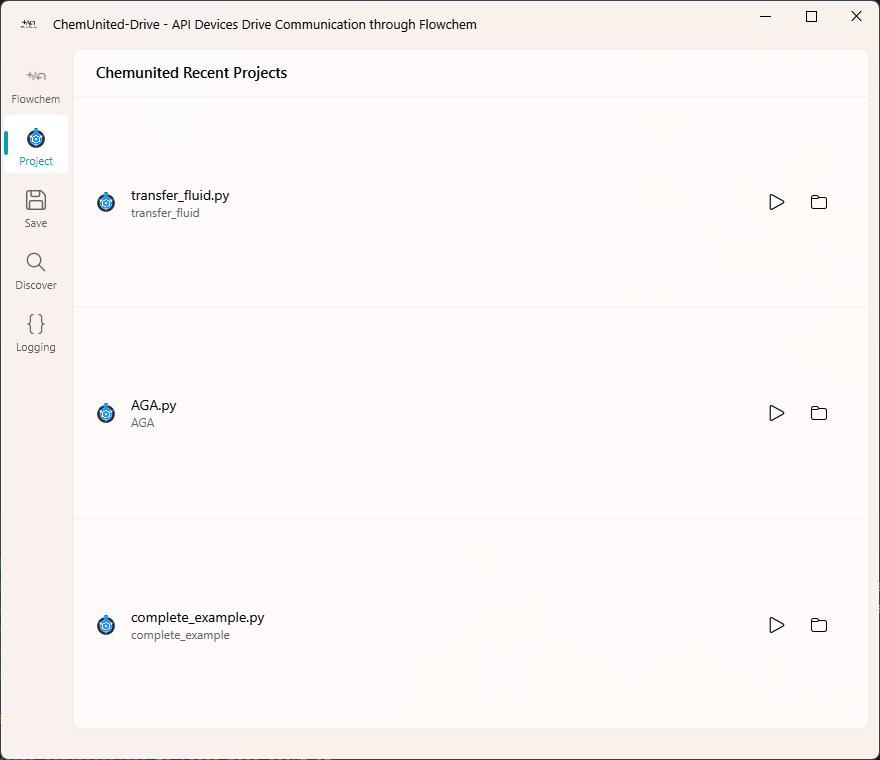 ChemUnited-Drive - API Devices Drive Communication through Flowchem
Flowchem
Project
Save
Discover
Logging
Chemunited Recent Projects
transfer_fluid.py
transfer_fluid
AGA.py
AGA
complete_example.py
complete_example